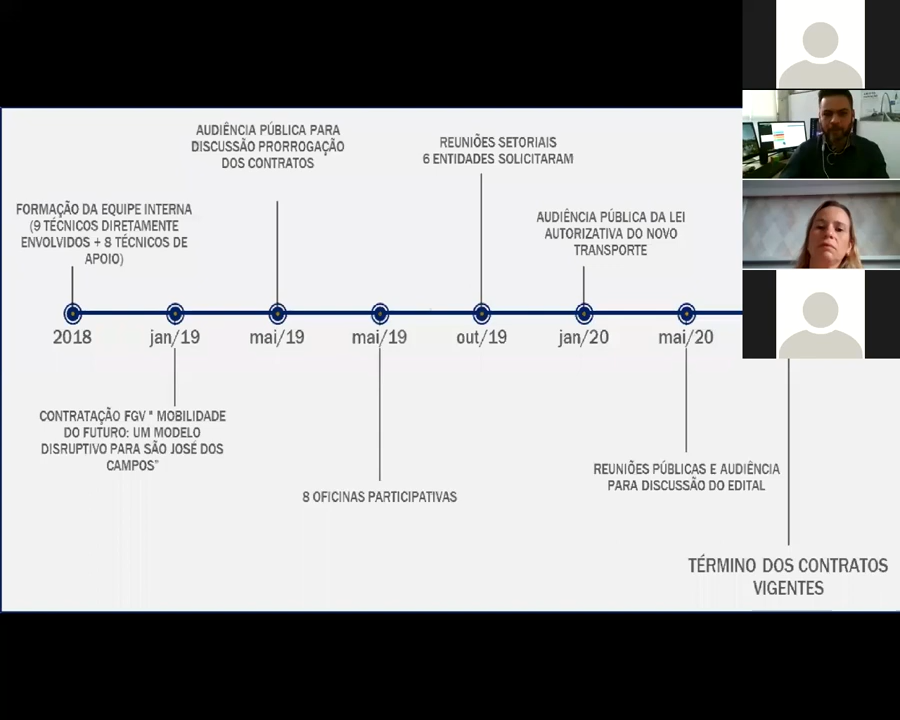 AUDIÊNCIA PÚBLICA PARA
DISCUSSÃO PRORROGAÇÃO
DOS CONTRATOS
REUNIÕES SETORIAIS
6 ENTIDADES SOLICITARAM
FORMAÇÃO DA EQUIPE INTERNA
(9 TÉCNICOS DIRETAMENTE
ENVOLVIDOS + 8 TÉCNICOS DE
APOIO)
AUDIÊNCIA PÚBLICA DA LEI
AUTORIZATIVA DO NOVO
TRANSPORTE
2018 jan/19 mai/19 mai/19 out/19 jan/20 mai/20
CONTRATAÇÃO FGV " MOBILIDADE
DO FUTURO: UM MODELO
DISRUPTIVO PARA SÃO JOSÉ DOS
CAMPOS"
8 OFICINAS PARTICIPATIVAS
REUNIÕES PÚBLICAS E AUDIÊNCIA
PARA DISCUSSÃO DO EDITAL
TÉRMINO DOS CONTRATOS
VIGENTES